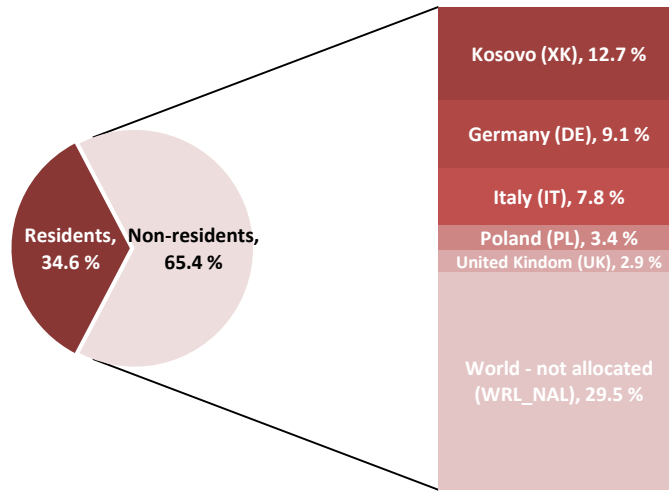 Kosovo (XK), 12.7 %
Germany (DE), 9.1 %
Italy (IT), 7.8 %
Poland (PL), 3.4 %
United Kindom (UK), 2.9 %
World - not allocated
(WRL_NAL), 29.5 %
Residents,
34.6 %
Non-residents,
65.4 %